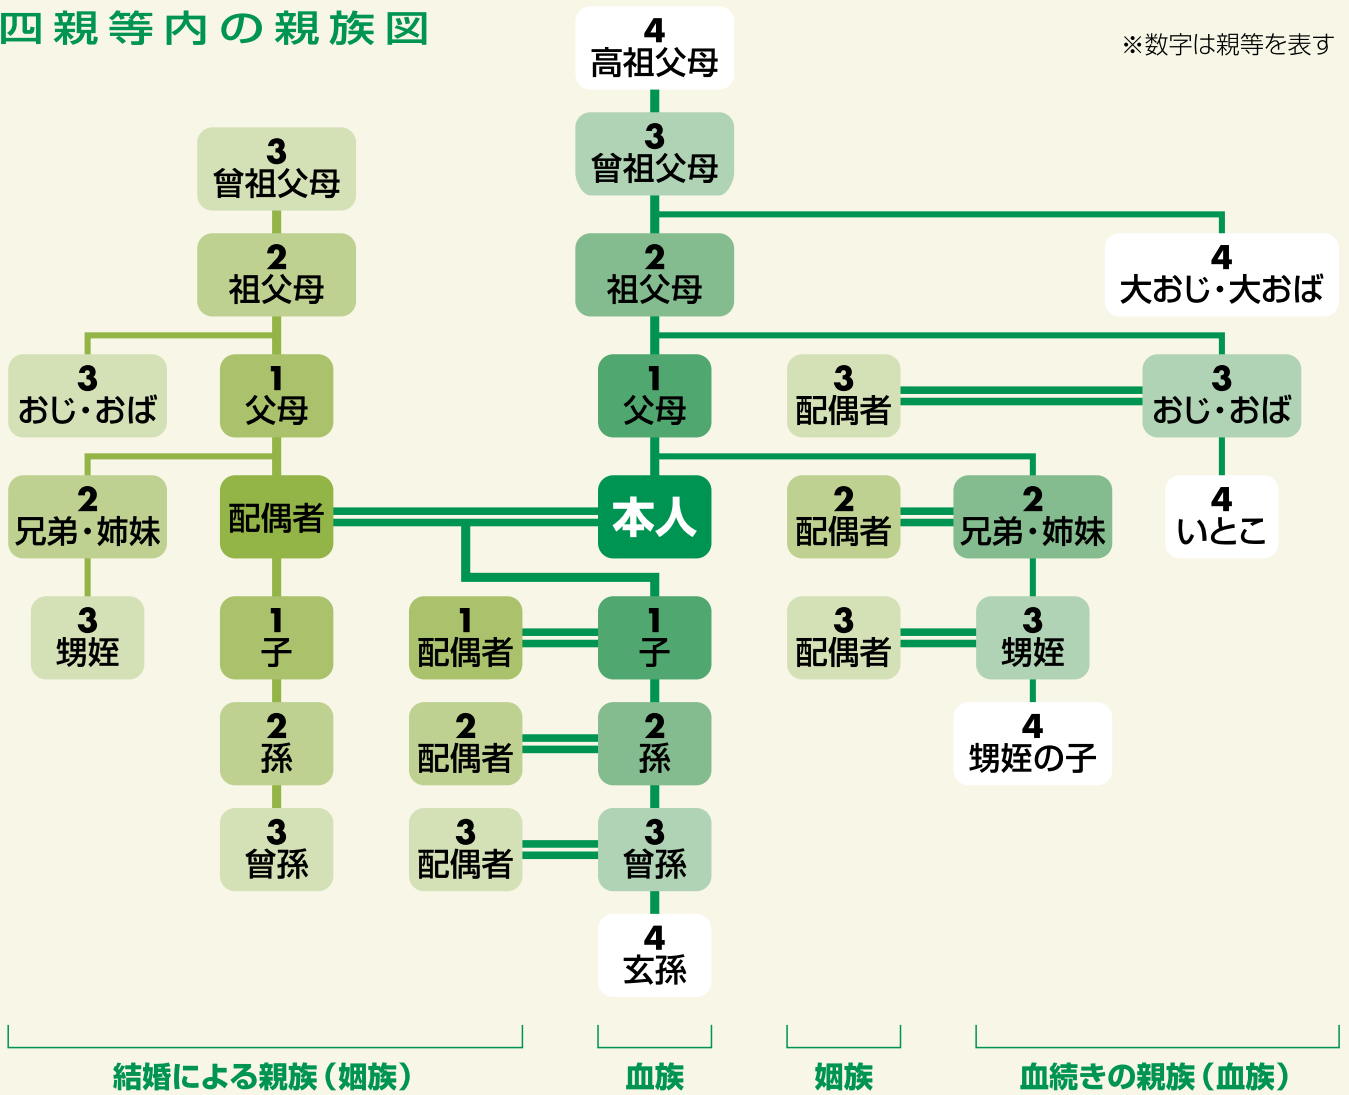 四親等内の親族図
※数字は親等を表す
4
高祖父母
3
曾祖父母
3
曾祖父母
2
祖父母
2
祖父母
4
大おじ・大おば
3
おじ・おば
1
父母
1
父母
3
配偶者
3
おじ・おば
2
兄弟・姉妹
配偶者
本人
2
配偶者
2
兄弟・姉妹
4
いとこ
3
甥姪
1
子
1
配偶者
1
子
3
配偶者
3
甥姪
2
孫
2
配偶者
2
孫
4
甥姪の子
3
曾孫
3
配偶者
3
曾孫
4
玄孫
結婚による親族（姻族）
血族
姻族
血続きの親族（血族）